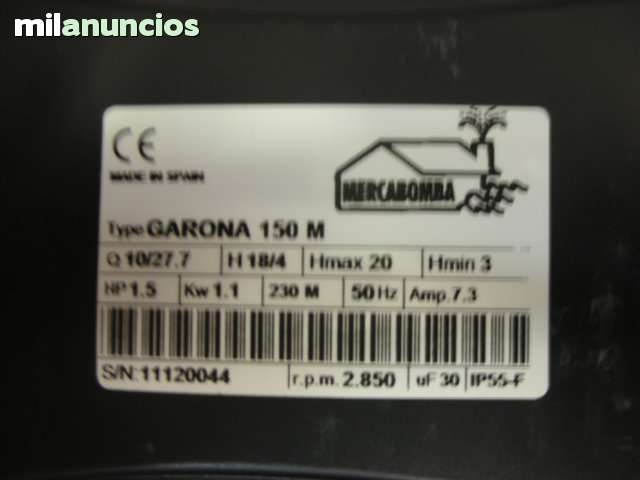 milanuncios
CE
MADE IN SPAIN
MERCABOMBA
Type GARONA 150 M
Q 10/27.7 H 18/4 Hmax 20 Hmin 3
HP 1.5 Kw 1.1 230 M 50 Hz Amp.7.3
S/N: 11120044 r.p.m. 2.850 uF 30 IP55-F